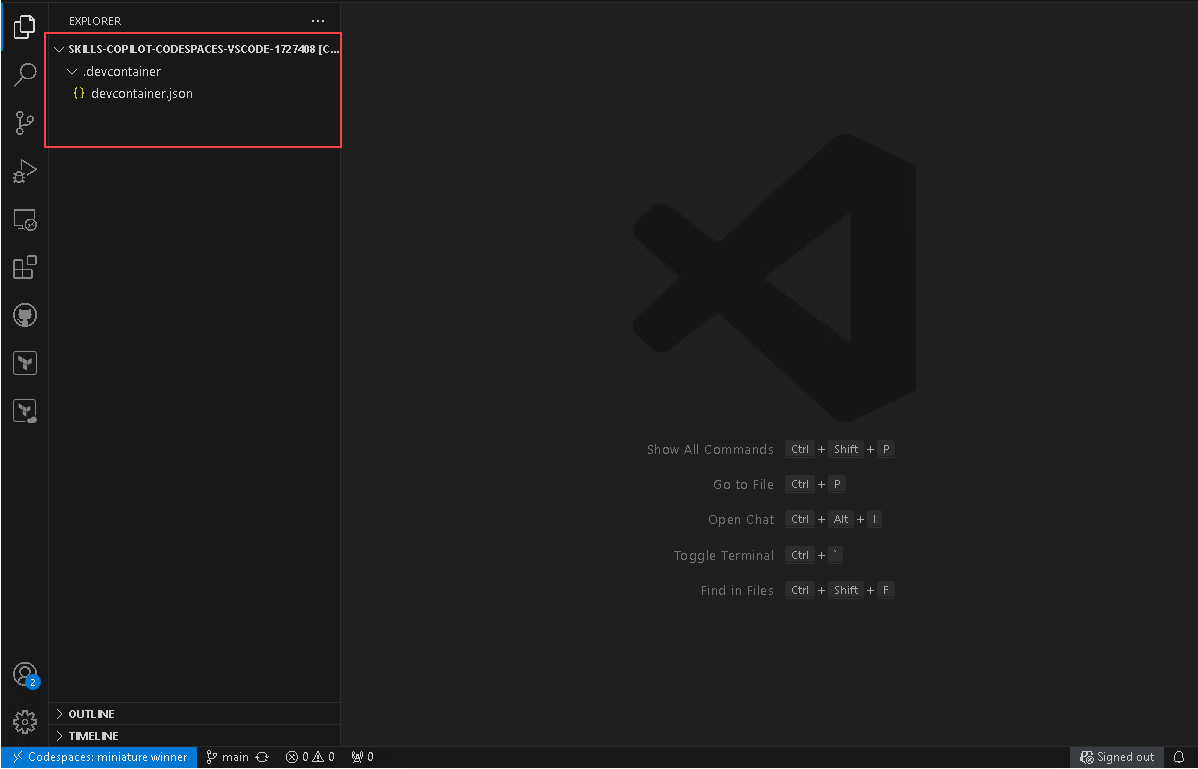 EXPLORER ...
SKILLS-COPILOT-CODESPACES-VSCODE-1727408 [C...
.devcontainer
{} devcontainer.json
Show All Commands Ctrl + Shift + P
Go to File Ctrl + P
Open Chat Ctrl + Alt + I
Toggle Terminal Ctrl + `
Find in Files Ctrl + Shift + F
2
OUTLINE
TIMELINE
Codespaces: miniature winner main 0 0 0 Signed out